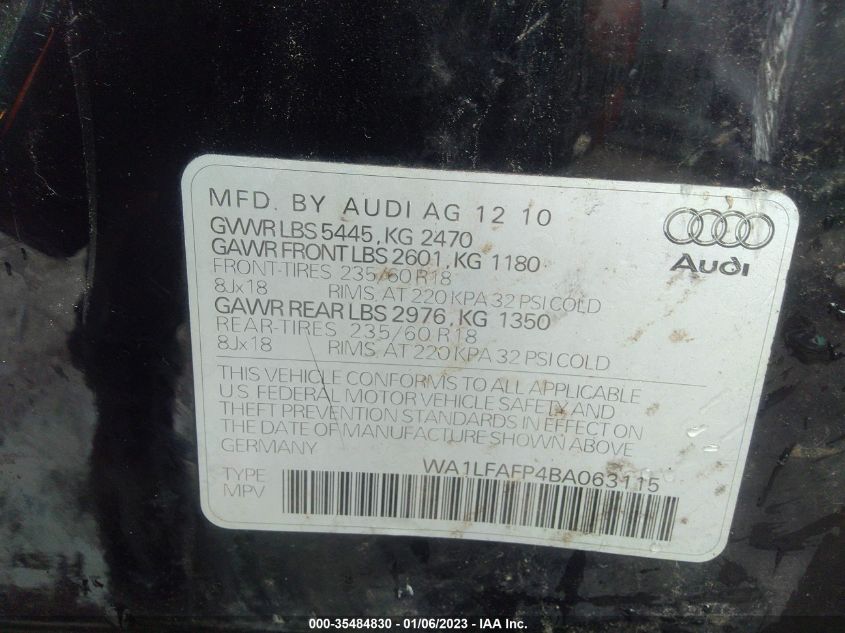 MFD. BY AUDI AG 12 10
GVWR LBS 5445, KG 2470
GAWR FRONT LBS 2601, KG 1180
FRONT-TIRES 235/60 R18
8Jx18 RIMS, AT 220 KPA 32 PSI COLD
GAWR REAR LBS 2976, KG 1350
REAR-TIRES 235/60 R18
8Jx18 RIMS, AT 220 KPA 32 PSI COLD
THIS VEHICLE CONFORMS TO ALL APPLICABLE
U.S. FEDERAL MOTOR VEHICLE SAFETY AND
THEFT PREVENTION STANDARDS IN EFFECT ON
THE DATE OF MANUFACTURE SHOWN ABOVE
GERMANY
WA1LFAFP4BA063115
TYPE
MPV
Audi
000-35484830 - 01/06/2023 - IAA Inc.